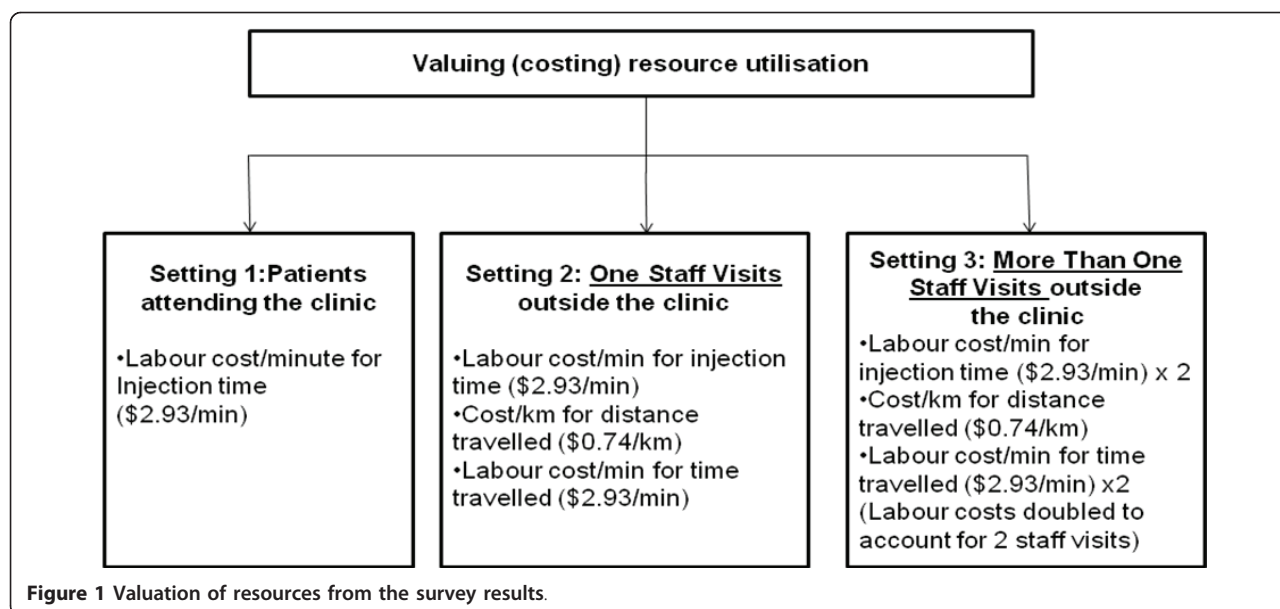 Valuing (costing) resource utilisation
Setting 1:Patients
attending the clinic
•Labour cost/minute for
Injection time
($2.93/min)
Setting 2: One Staff Visits
outside the clinic
•Labour cost/min for injection
time ($2.93/min)
•Cost/km for distance
travelled ($0.74/km)
•Labour cost/min for time
travelled ($2.93/min)
Setting 3: More Than One
Staff Visits outside
the clinic
•Labour cost/min for
injection time ($2.93/min) x 2
•Cost/km for distance
travelled ($0.74/km)
•Labour cost/min for time
travelled ($2.93/min) x2
(Labour costs doubled to
account for 2 staff visits)
Figure 1 Valuation of resources from the survey results.